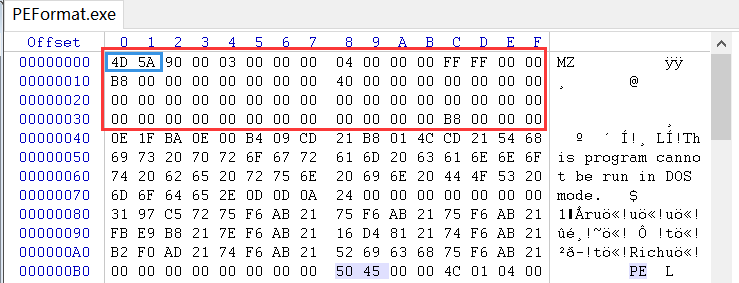 PEFormat.exe
Offset 0 1 2 3 4 5 6 7 8 9 A B C D E F
00000000 4D 5A 90 00 03 00 00 00 04 00 00 00 FF FF 00 00 MZ ÿÿ
00000010 B8 00 00 00 00 00 00 00 40 00 00 00 00 00 00 00 ¸ @
00000020 00 00 00 00 00 00 00 00 00 00 00 00 00 00 00 00
00000030 00 00 00 00 00 00 00 00 00 00 00 00 B8 00 00 00 ¸
00000040 0E 1F BA 0E 00 B4 09 CD 21 B8 01 4C CD 21 54 68 º ´ Í!¸ LÍ!Th
00000050 69 73 20 70 72 6F 67 72 61 6D 20 63 61 6E 6E 6F is program canno
00000060 74 20 62 65 20 72 75 6E 20 69 6E 20 44 4F 53 20 t be run in DOS
00000070 6D 6F 64 65 2E 0D 0D 0A 24 00 00 00 00 00 00 00 mode. $
00000080 31 97 C5 72 75 F6 AB 21 75 F6 AB 21 75 F6 AB 21 1 Åruö«!uö«!uö«!
00000090 FB E9 B8 21 7E F6 AB 21 16 D4 81 21 74 F6 AB 21 ûé¸!~ö«! Ô !tö«!
000000A0 B2 F0 AD 21 74 F6 AB 21 52 69 63 68 75 F6 AB 21 ²ð-!tö«!Richuö«!
000000B0 00 00 00 00 00 00 00 00 50 45 00 00 4C 01 04 00 PE L